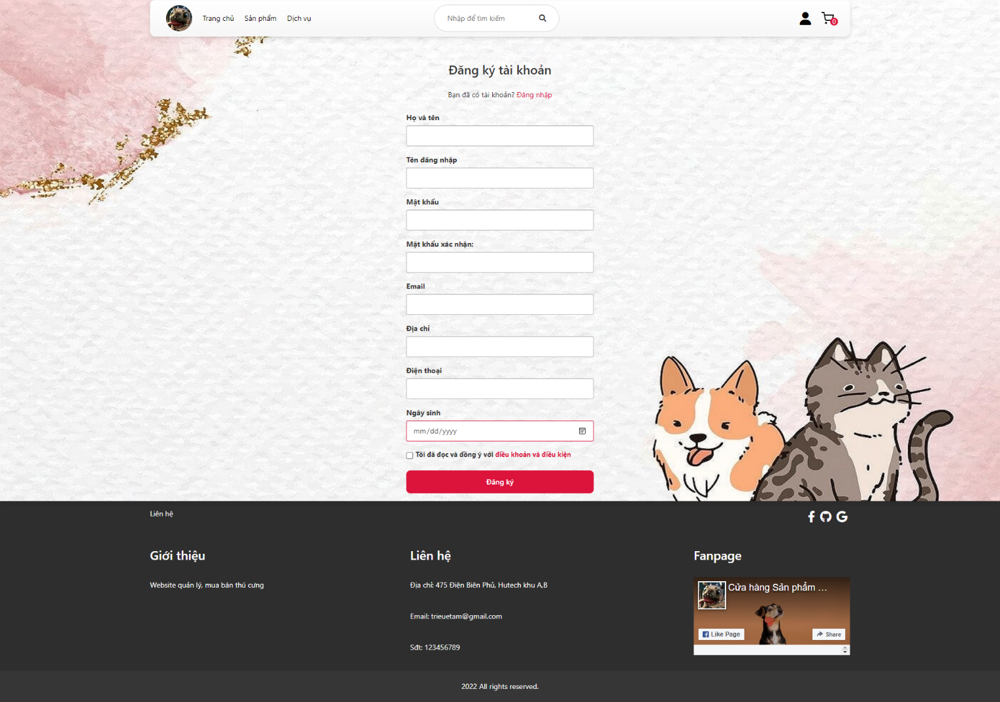 Trang chủ Sản phẩm Dịch vụ Nhập để tìm kiếm 0
Đăng ký tài khoản
Bạn đã có tài khoản? Đăng nhập
Họ và tên
Tên đăng nhập
Mật khẩu
Mật khẩu xác nhận:
Email
Địa chỉ
Điện thoại
Ngày sinh
mm/dd/yyyy
Tôi đã đọc và đồng ý với điều khoản và điều kiện
Đăng ký
Liên hệ
Giới thiệu
Website quản lý, mua bán thú cưng
Liên hệ
Địa chỉ: 475 Điện Biên Phủ, Hutech khu A,B
Email: trieuetam@gmail.com
Sđt: 123456789
Fanpage
Cửa hàng Sản phẩm ...
Like Page Share
2022 All rights reserved.